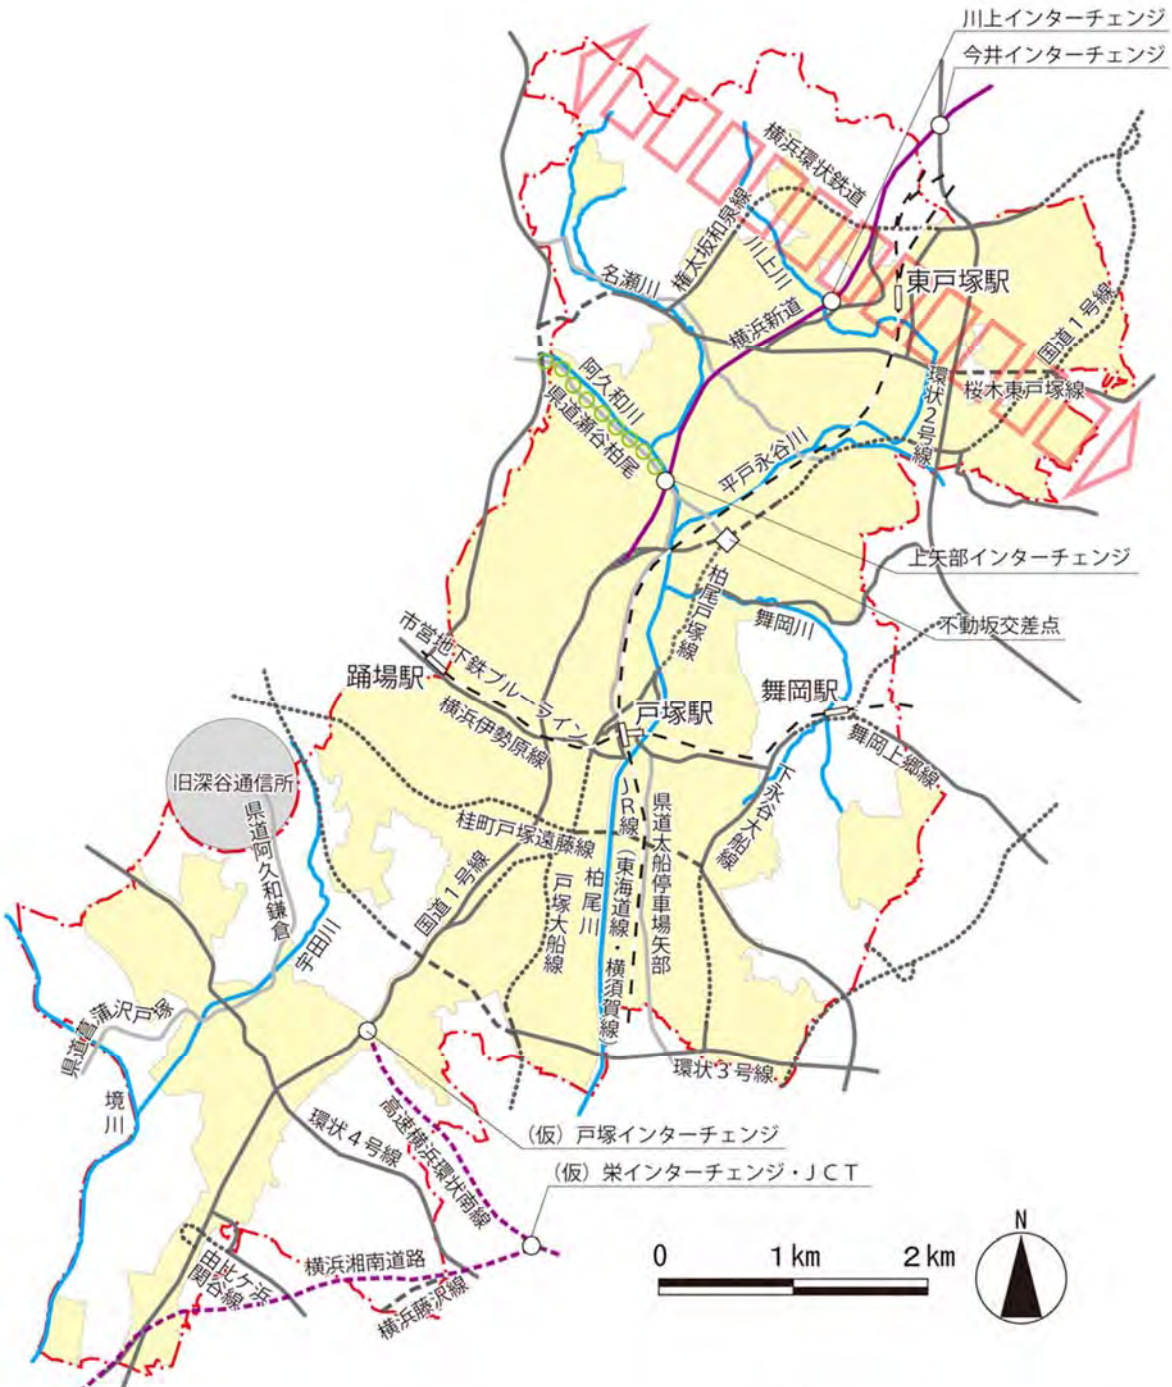 川上インターチェンジ
今井インターチェンジ
横浜環状鉄道
権太坂和泉線
川上川
名瀬川
東戸塚駅
横浜新道
国道1号線
阿久和川
県道瀬谷柏尾
環状2号線
桜木東戸塚線
平戸永谷川
上矢部インターチェンジ
柏尾戸塚線
舞岡川
不動坂交差点
市営地下鉄ブルーライン
踊場駅
横浜伊勢原線
戸塚駅
舞岡駅
舞岡上郷線
旧深谷通信所
県道阿久和鎌倉
下永谷大船線
桂町戸塚遠藤線
JR線(東海道線・横須賀線)
県道大船停車場矢部
国道1号線
戸塚大船線
柏尾川
宇田川
県道菖蒲沢戸塚
環状3号線
境川
環状4号線
高速横浜環状南線
(仮)戸塚インターチェンジ
(仮)栄インターチェンジ・JCT
由比ケ浜
関谷線
横浜湘南道路
横浜藤沢線
0 1km 2km
N